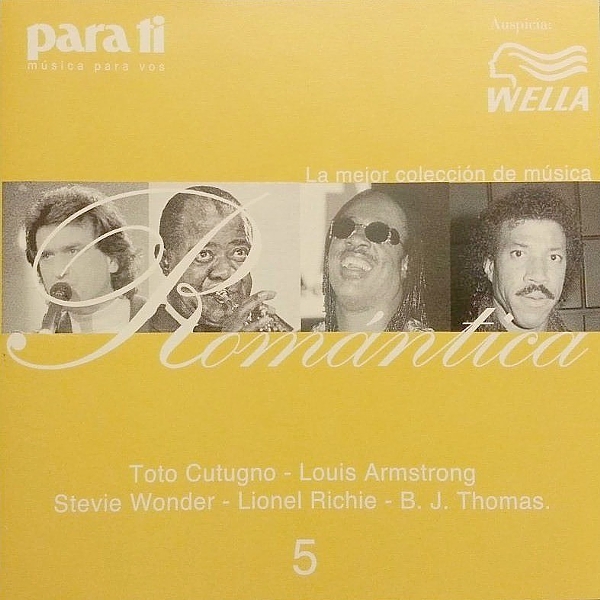 para ti
música para vos
Auspicia:
WELLA
La mejor colección de música
Romántica
Toto Cutugno - Louis Armstrong
Stevie Wonder - Lionel Richie - B. J. Thomas.
5